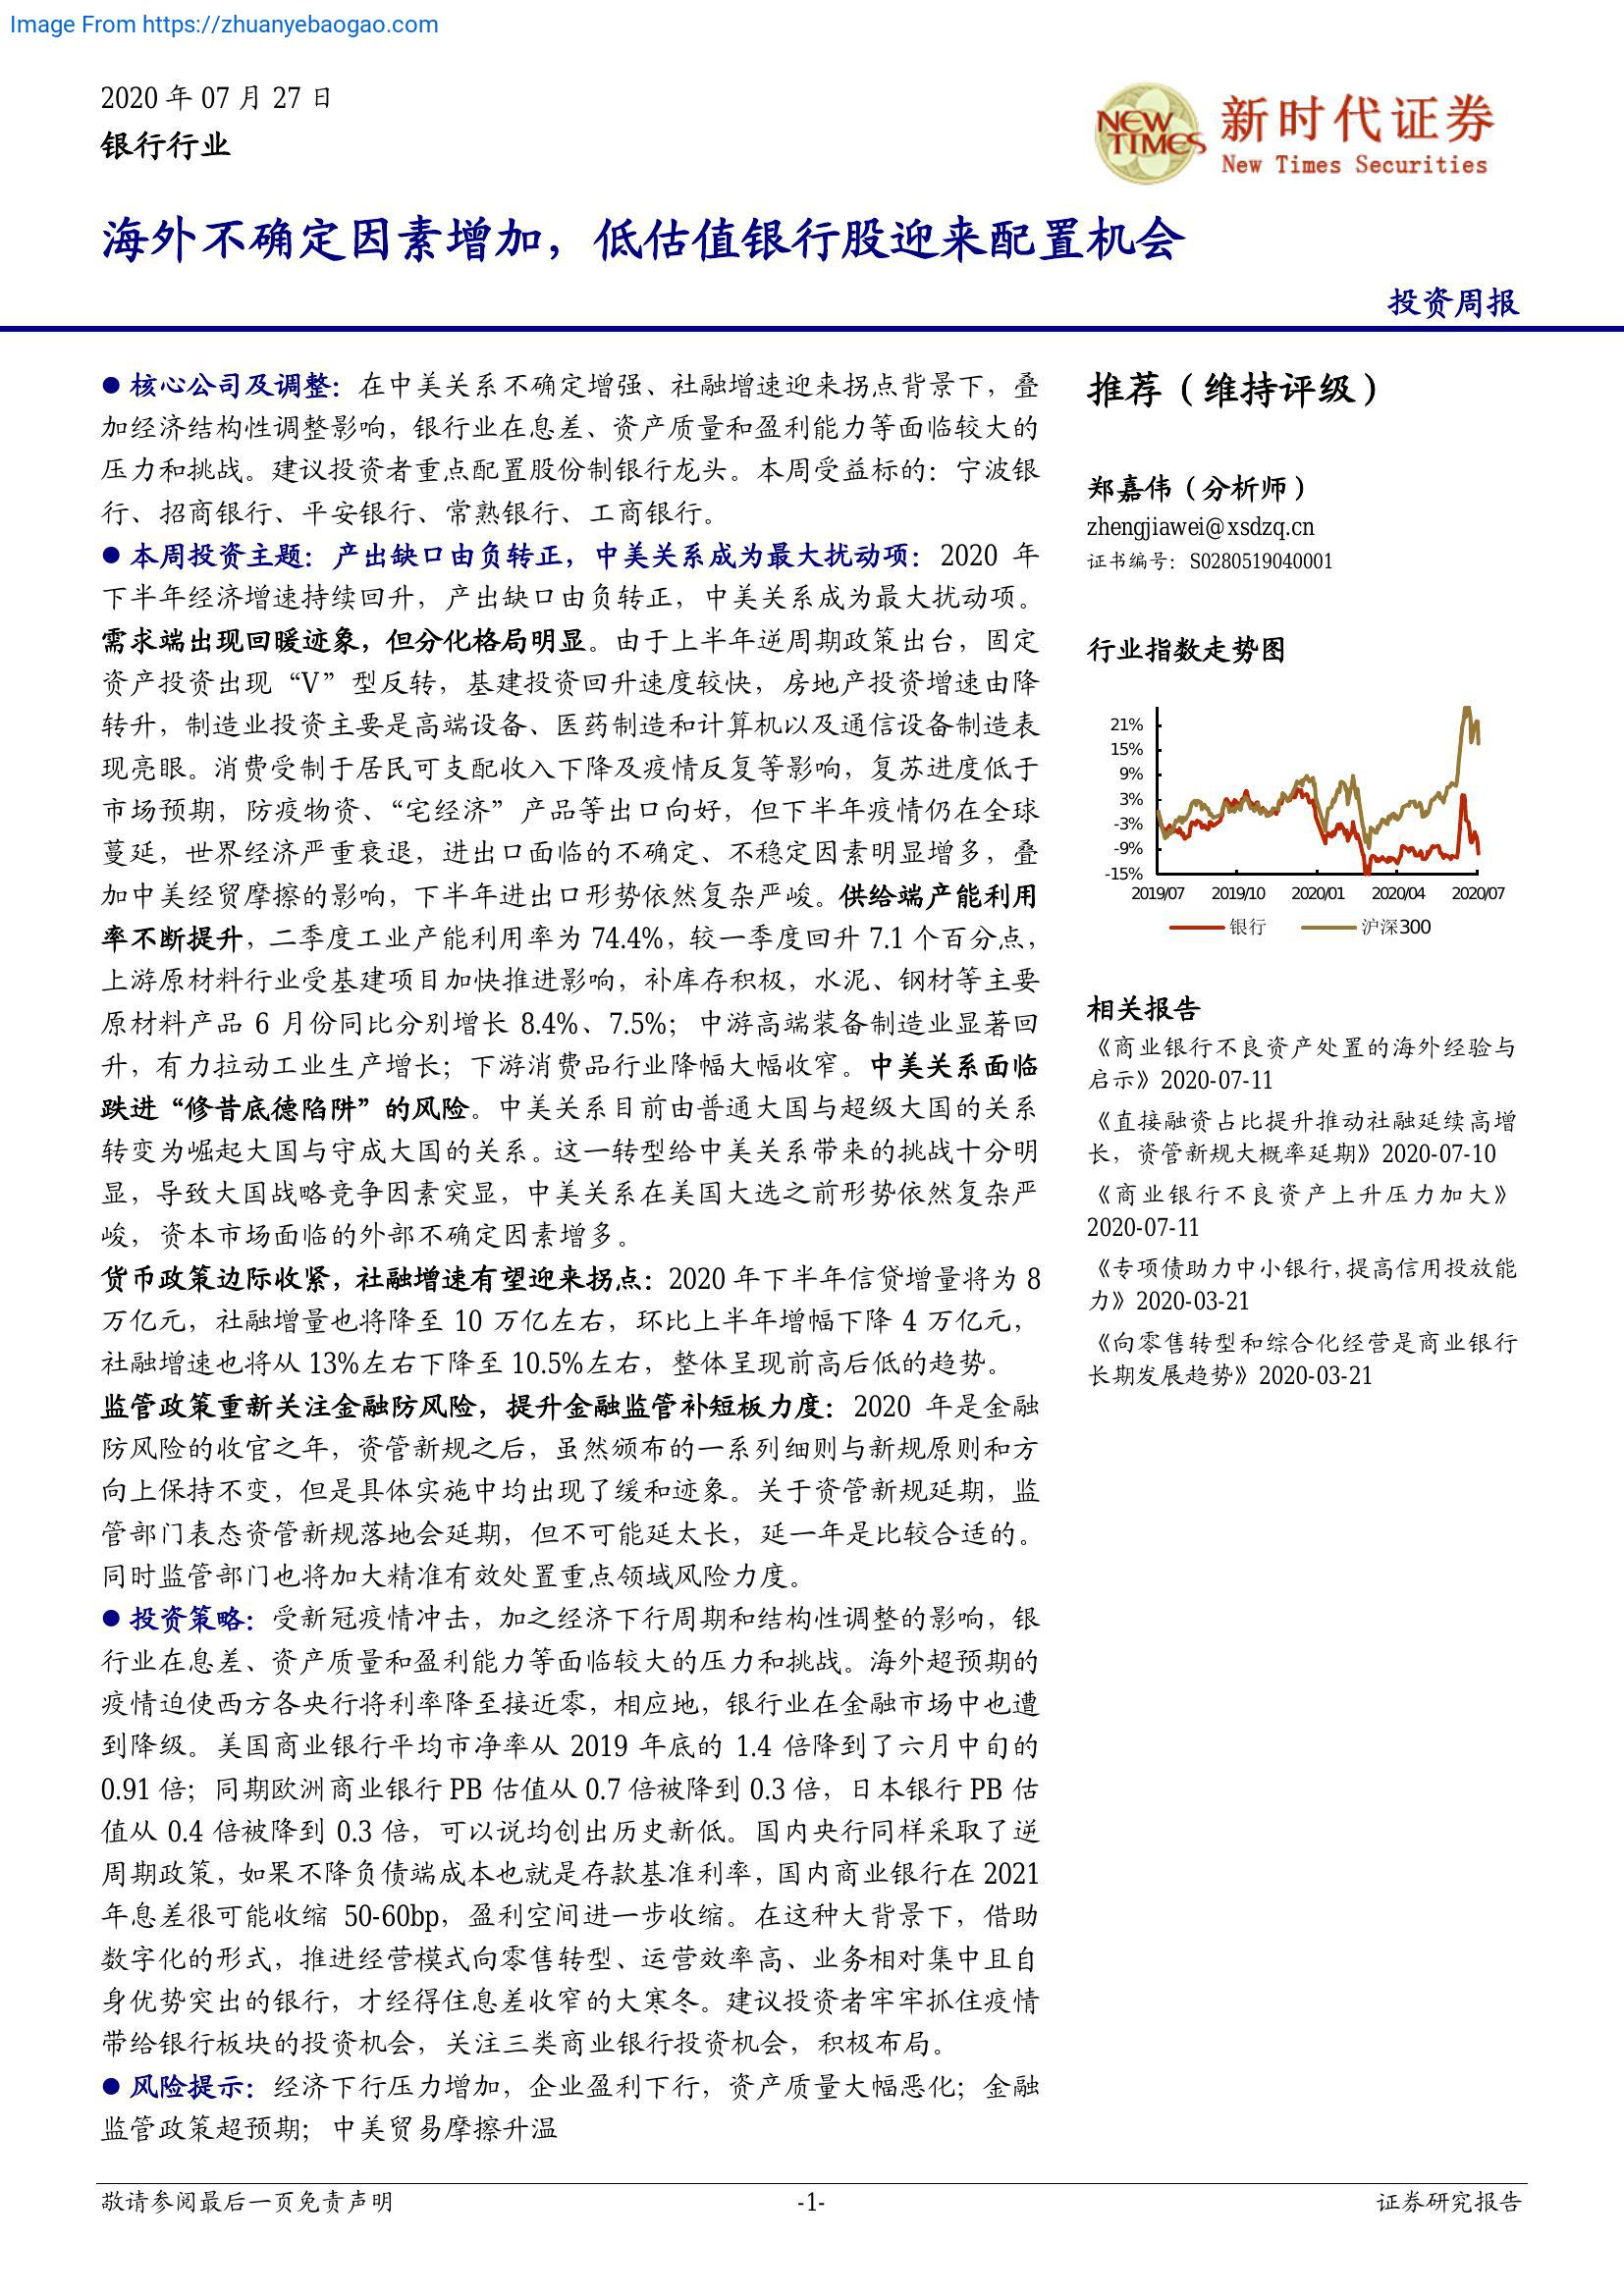 Image From https://zhuanyebaogao.com
2020 年 07 月 27 日
银行行业
NEW TIMES
新时代证券
New Times Securities
海外不确定因素增加，低估值银行股迎来配置机会
投资周报
● 核心公司及调整：在中美关系不确定增强、社融增速迎来拐点背景下，叠
加经济结构性调整影响，银行业在息差、资产质量和盈利能力等面临较大的
压力和挑战。建议投资者重点配置股份制银行龙头。本周受益标的：宁波银
行、招商银行、平安银行、常熟银行、工商银行。
● 本周投资主题：产出缺口由负转正，中美关系成为最大扰动项：2020 年
下半年经济增速持续回升，产出缺口由负转正，中美关系成为最大扰动项。
需求端出现回暖迹象，但分化格局明显。由于上半年逆周期政策出台，固定
资产投资出现“V”型反转，基建投资回升速度较快，房地产投资增速由降
转升，制造业投资主要是高端设备、医药制造和计算机以及通信设备制造表
现亮眼。消费受制于居民可支配收入下降及疫情反复等影响，复苏进度低于
市场预期，防疫物资、“宅经济”产品等出口向好，但下半年疫情仍在全球
蔓延，世界经济严重衰退，进出口面临的不确定、不稳定因素明显增多，叠
加中美经贸摩擦的影响，下半年进出口形势依然复杂严峻。供给端产能利用
率不断提升，二季度工业产能利用率为 74.4%，较一季度回升 7.1 个百分点，
上游原材料行业受基建项目加快推进影响，补库存积极，水泥、钢材等主要
原材料产品 6 月份同比分别增长 8.4%、7.5%；中游高端装备制造业显著回
升，有力拉动工业生产增长；下游消费品行业降幅大幅收窄。中美关系面临
跌进“修昔底德陷阱”的风险。中美关系目前由普通大国与超级大国的关系
转变为崛起大国与守成大国的关系。这一转型给中美关系带来的挑战十分明
显，导致大国战略竞争因素突显，中美关系在美国大选之前形势依然复杂严
峻，资本市场面临的外部不确定因素增多。
货币政策边际收紧，社融增速有望迎来拐点：2020 年下半年信贷增量将为 8
万亿元，社融增量也将降至 10 万亿左右，环比上半年增幅下降 4 万亿元，
社融增速也将从 13%左右下降至 10.5%左右，整体呈现前高后低的趋势。
监管政策重新关注金融防风险，提升金融监管补短板力度：2020 年是金融
防风险的收官之年，资管新规之后，虽然颁布的一系列细则与新规原则和方
向上保持不变，但是具体实施中均出现了缓和迹象。关于资管新规延期，监
管部门表态资管新规落地会延期，但不可能延太长，延一年是比较合适的。
同时监管部门也将加大精准有效处置重点领域风险力度。
● 投资策略：受新冠疫情冲击，加之经济下行周期和结构性调整的影响，银
行业在息差、资产质量和盈利能力等面临较大的压力和挑战。海外超预期的
疫情迫使西方各央行将利率降至接近零，相应地，银行业在金融市场中也遭
到降级。美国商业银行平均市净率从 2019 年底的 1.4 倍降到了六月中旬的
0.91 倍；同期欧洲商业银行 PB 估值从 0.7 倍被降到 0.3 倍，日本银行 PB 估
值从 0.4 倍被降到 0.3 倍，可以说均创出历史新低。国内央行同样采取了逆
周期政策，如果不降负债端成本也就是存款基准利率，国内商业银行在 2021
年息差很可能收缩 50-60bp，盈利空间进一步收缩。在这种大背景下，借助
数字化的形式，推进经营模式向零售转型、运营效率高、业务相对集中且自
身优势突出的银行，才经得住息差收窄的大寒冬。建议投资者牢牢抓住疫情
带给银行板块的投资机会，关注三类商业银行投资机会，积极布局。
● 风险提示：经济下行压力增加，企业盈利下行，资产质量大幅恶化；金融
监管政策超预期；中美贸易摩擦升温
推荐（维持评级）
郑嘉伟（分析师）
zhengjiawei@xsdzq.cn
证书编号：S0280519040001
行业指数走势图
21%
15%
9%
3%
-3%
-9%
-15%
2019/07 2019/10 2020/01 2020/04 2020/07
银行 沪深300
相关报告
《商业银行不良资产处置的海外经验与
启示》2020-07-11
《直接融资占比提升推动社融延续高增
长，资管新规大概率延期》2020-07-10
《商业银行不良资产上升压力加大》
2020-07-11
《专项债助力中小银行，提高信用投放能
力》2020-03-21
《向零售转型和综合化经营是商业银行
长期发展趋势》2020-03-21
敬请参阅最后一页免责声明 -1- 证券研究报告